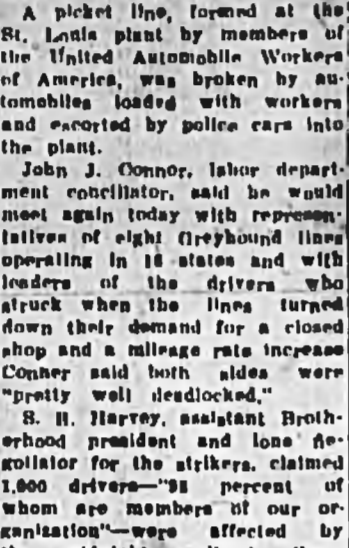 A picket line, formed at the
St. Louis plant by members of
the United Automobile Workers
of America, was broken by au-
tomobiles loaded with workers
and escorted by police cars into
the plant.
John J. Connor, labor depart-
ment conciliator, said he would
meet again today with represen-
tatives of eight Greyhound lines
operating in 16 states and with
leaders of the drivers who
struck when the lines turned
down their demand for a closed
shop and a mileage rate increase
Conner said both sides were
"pretty well deadlocked."
S. H. Harvey, assistant Broth-
erhood president and lone ne-
gotiator for the strikers, claimed
1,000 drivers—"98 percent of
whom are members of our or-
ganization"—were affected by